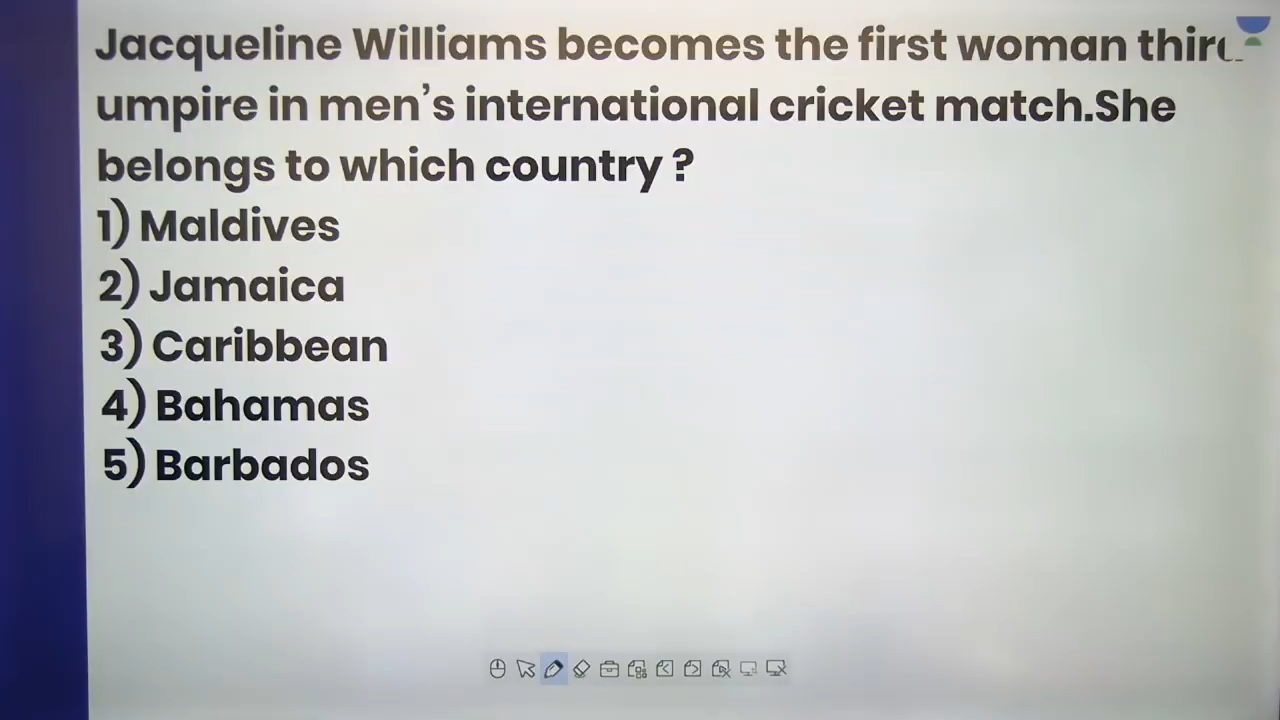 Jacqueline Williams becomes the first woman third
umpire in men's international cricket match.She
belongs to which country ?
1) Maldives
2) Jamaica
3) Caribbean
4) Bahamas
5) Barbados